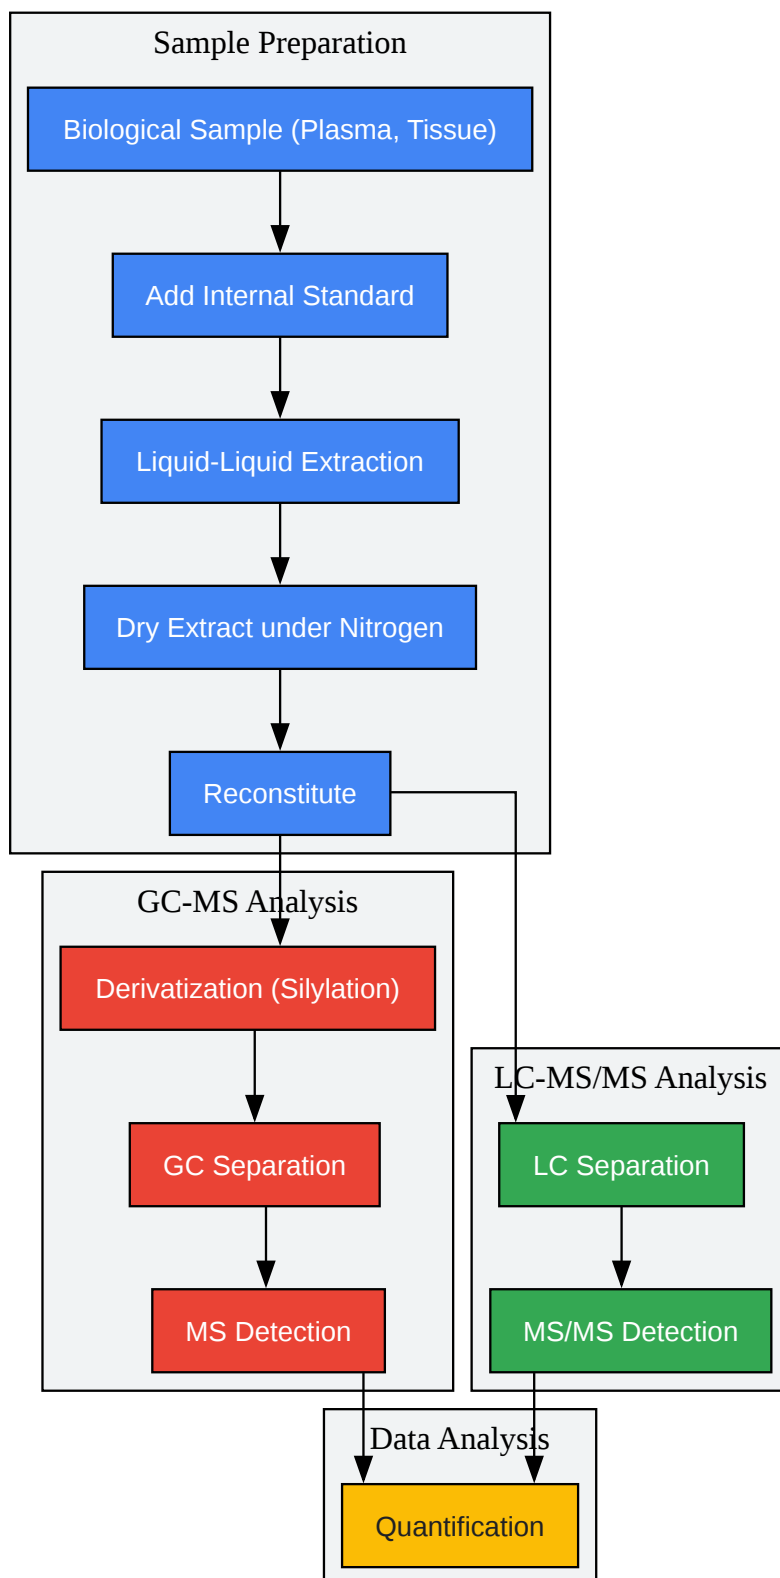 Sample Preparation
Biological Sample (Plasma, Tissue)
Add Internal Standard
Liquid-Liquid Extraction
Dry Extract under Nitrogen
Reconstitute
GC-MS Analysis
Derivatization (Silylation)
GC Separation
MS Detection
LC-MS/MS Analysis
LC Separation
MS/MS Detection
Data Analysis
Quantification